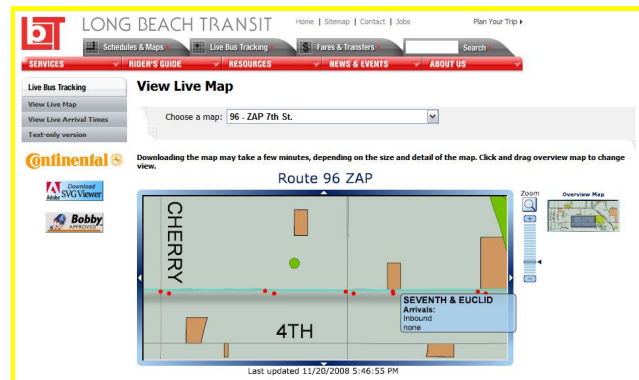 LONG BEACH TRANSIT
Home | Sitemap | Contact | Jobs
Plan Your Trip
Schedules & Maps
Live Bus Tracking
Fares & Transfers
Search
SERVICES
RIDER'S GUIDE
RESOURCES
NEWS & EVENTS
ABOUT US
Live Bus Tracking
View Live Map
View Live Arrival Times
Text-only version
View Live Map
Choose a map: 96 - ZAP 7th St.
Continental
Download
Adobe SVG Viewer
Bobby
APPROVED
Downloading the map may take a few minutes, depending on the size and detail of the map. Click and drag overview map to change
view.
Route 96 ZAP
Zoom
Overview Map
CHERRY
SEVENTH & EUCLID
Arrivals:
Inbound
none
4TH
Last updated 11/20/2008 5:46:55 PM